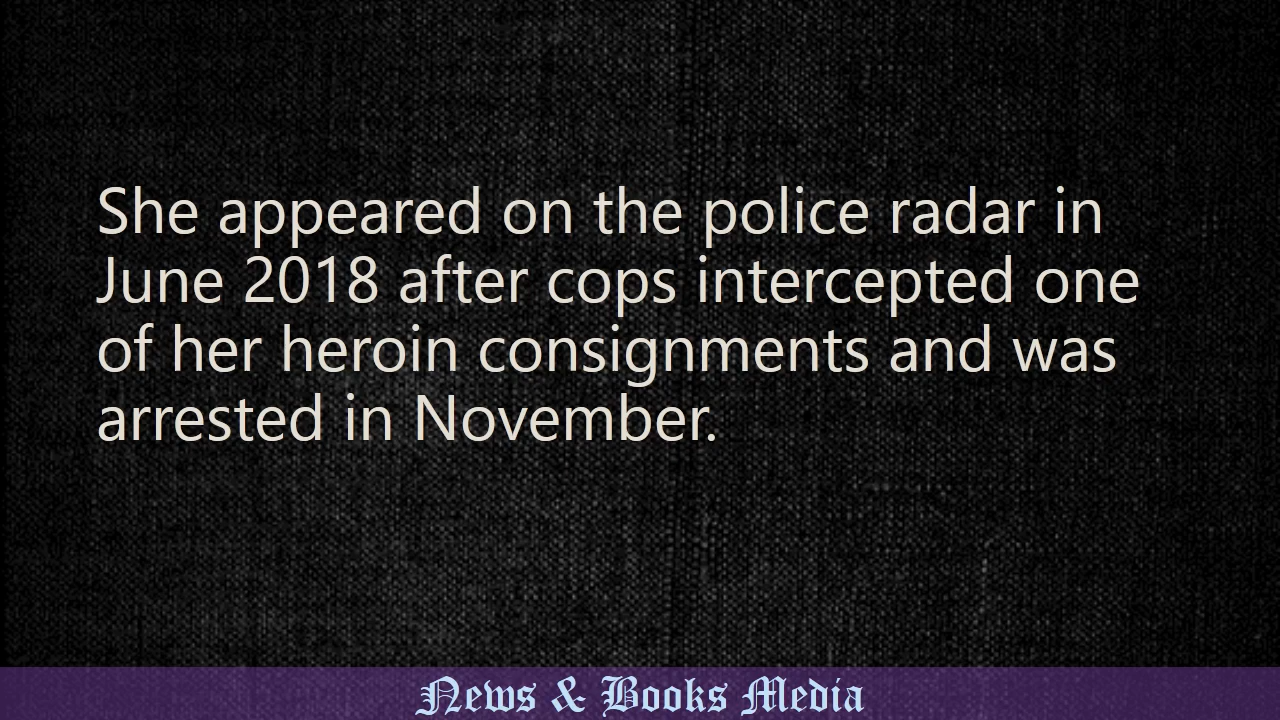 She appeared on the police radar in
June 2018 after cops intercepted one
of her heroin consignments and was
arrested in November.
News & Books Media